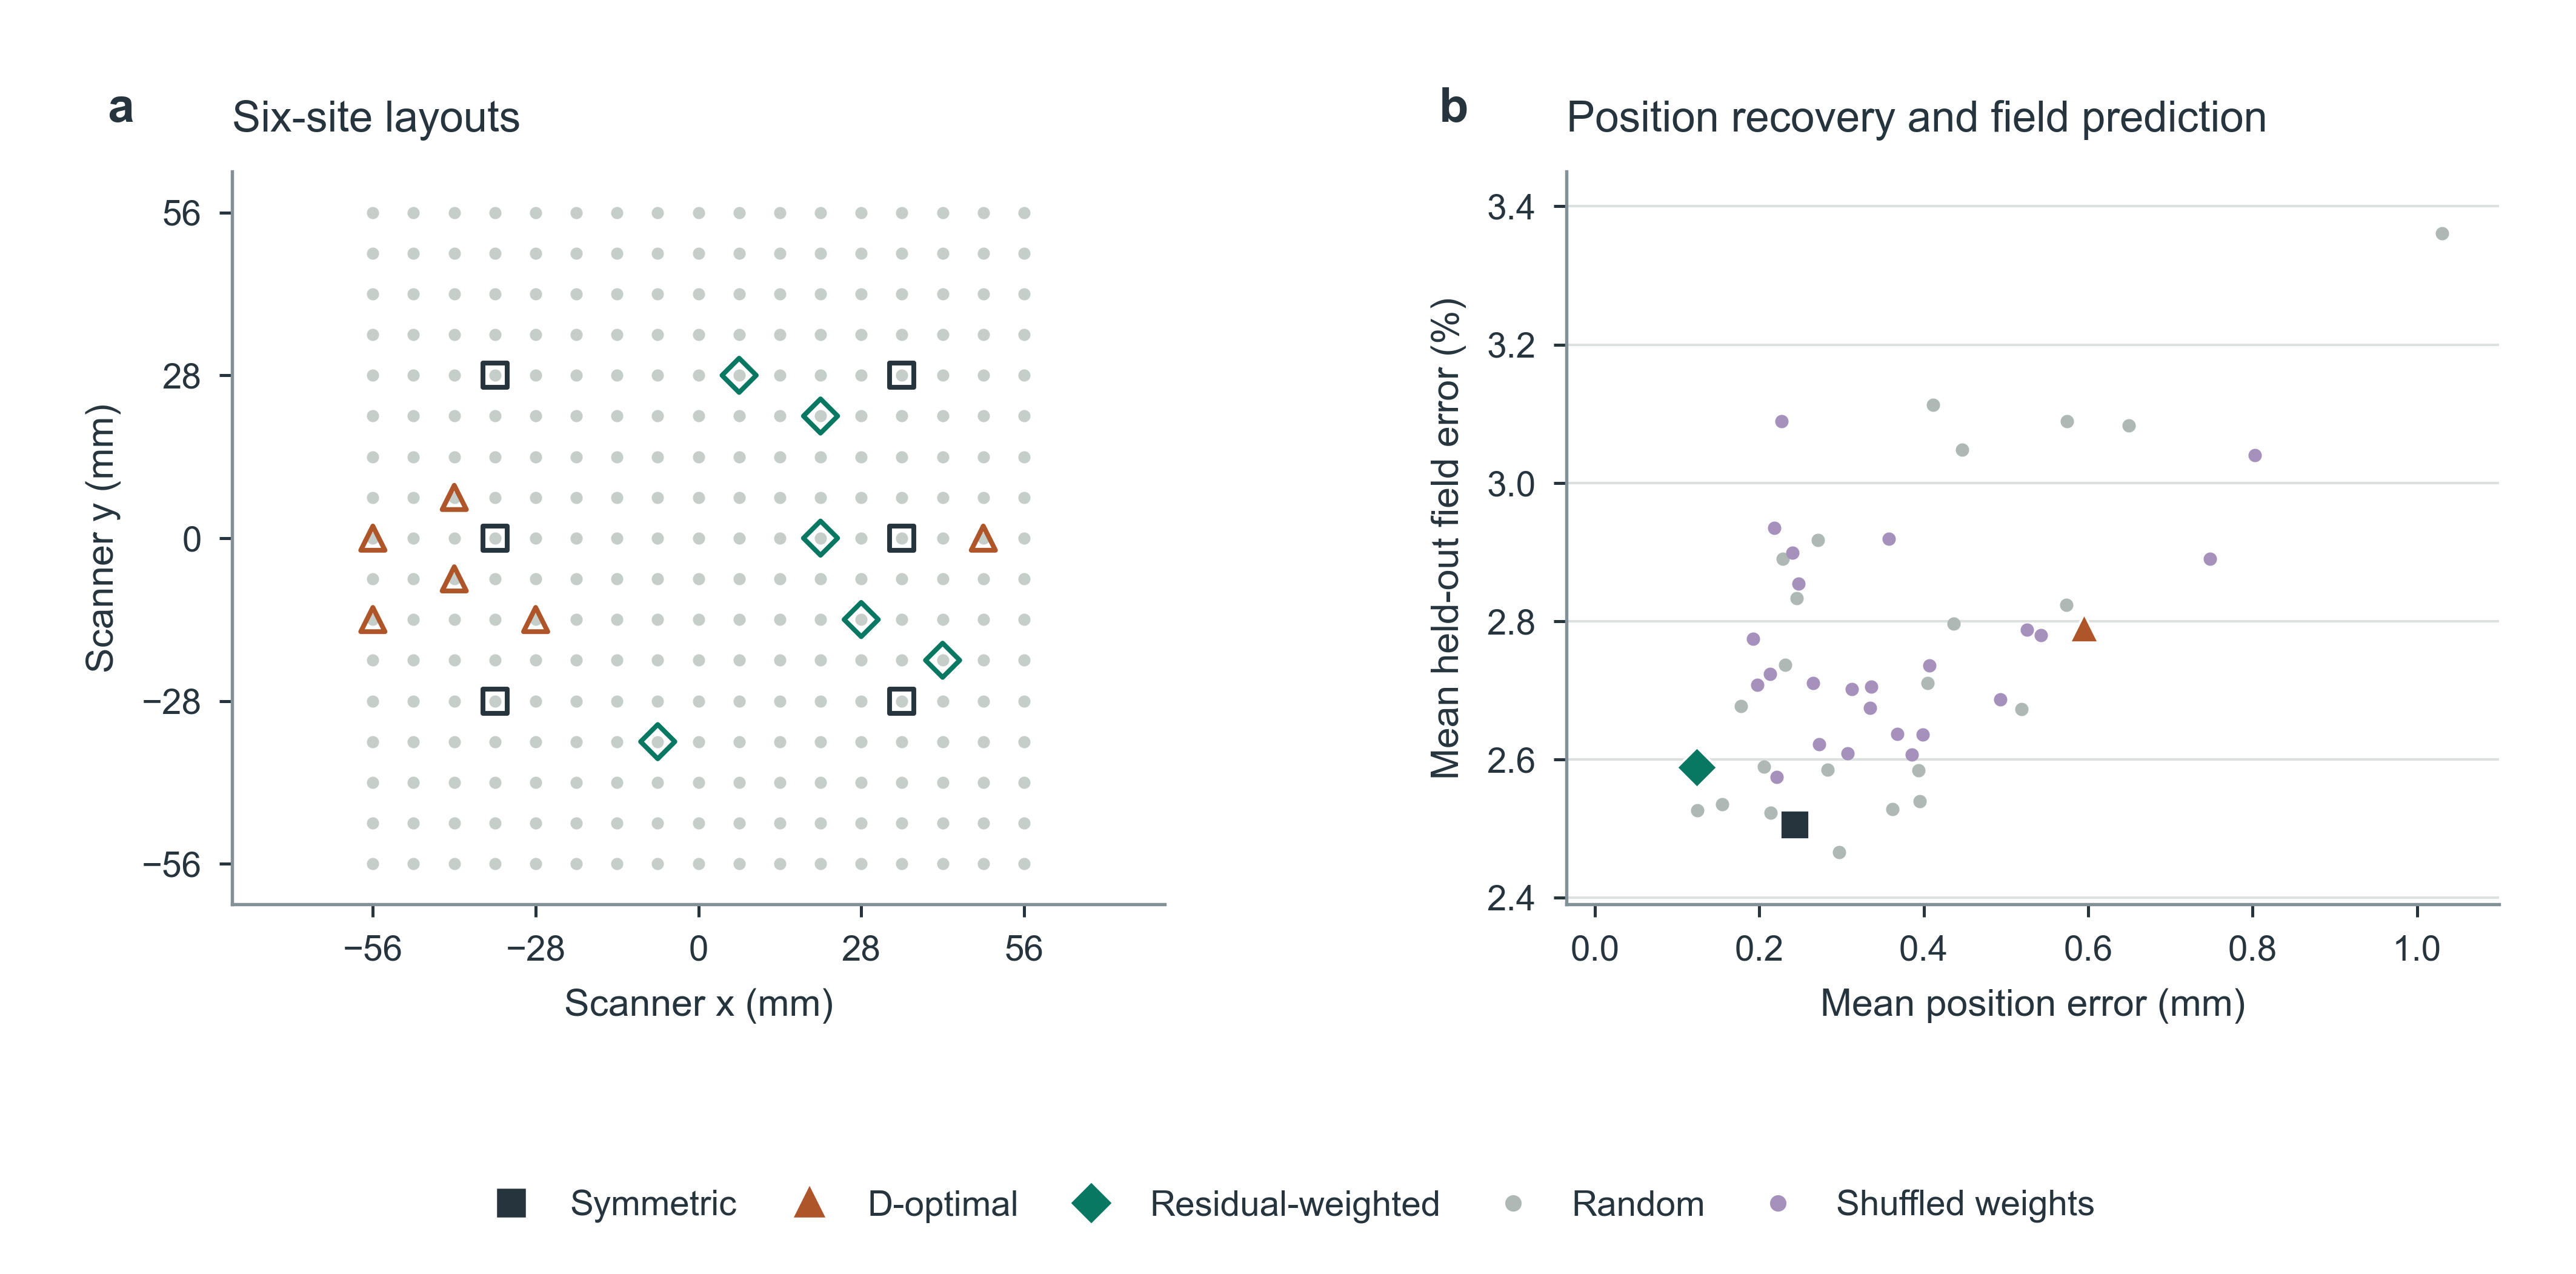 a
Six-site layouts
56
28
0
−28
−56
Scanner y (mm)
−56
−28
0
28
56
Scanner x (mm)
b
Position recovery and field prediction
3.4
3.2
3.0
2.8
2.6
2.4
Mean held-out field error (%)
0.0
0.2
0.4
0.6
0.8
1.0
Mean position error (mm)
Symmetric
D-optimal
Residual-weighted
Random
Shuffled weights